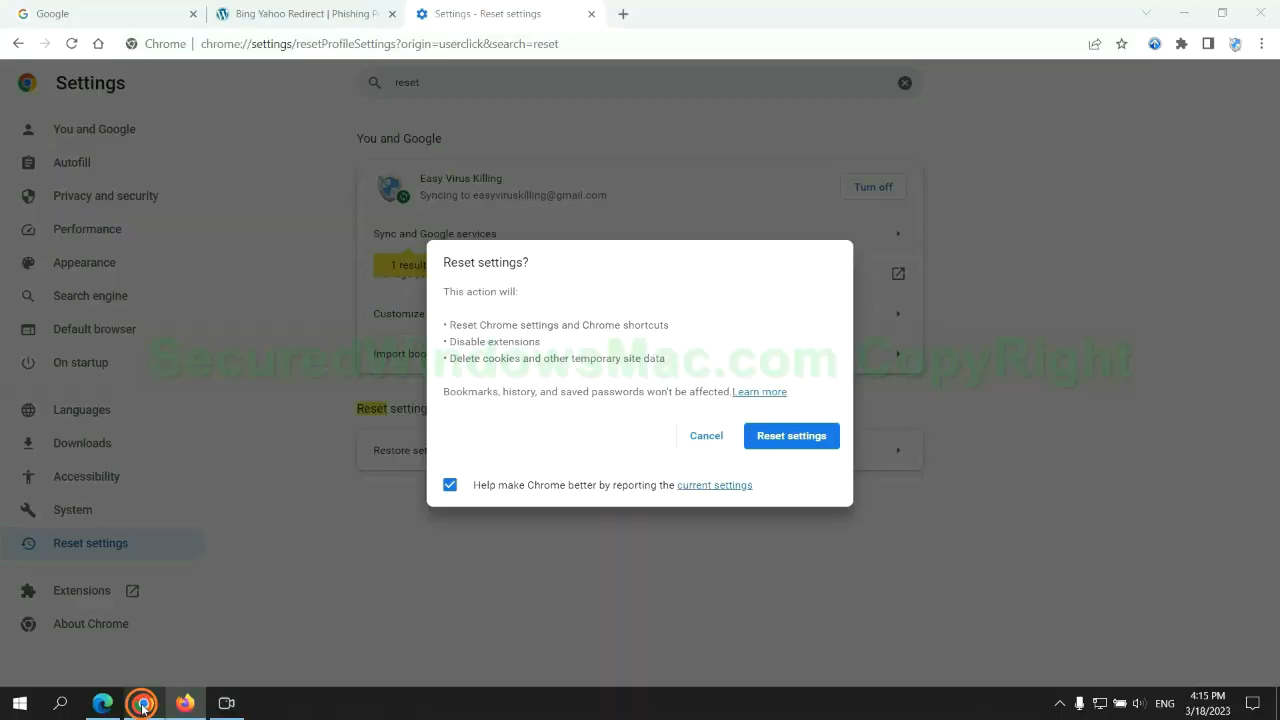 Google
Bing Yahoo Redirect | Phishing P
Settings - Reset settings
Chrome | chrome://settings/resetProfileSettings?origin=userclick&search=reset
Settings
reset
You and Google
Autofill
Privacy and security
Performance
Appearance
Search engine
Default browser
On startup
Languages
Downloads
Accessibility
System
Reset settings
Extensions
About Chrome
You and Google
Easy Virus Killing
Syncing to easyviruskilling@gmail.com
Turn off
Sync and Google services
1 result
Customize
Import boo
Reset setting
Restore set
Reset settings?
This action will:
• Reset Chrome settings and Chrome shortcuts
• Disable extensions
• Delete cookies and other temporary site data
Bookmarks, history, and saved passwords won't be affected. Learn more
Cancel
Reset settings
Help make Chrome better by reporting the current settings
SecuredWindowsMac.com CopyRight
ENG
4:15 PM
3/18/2023